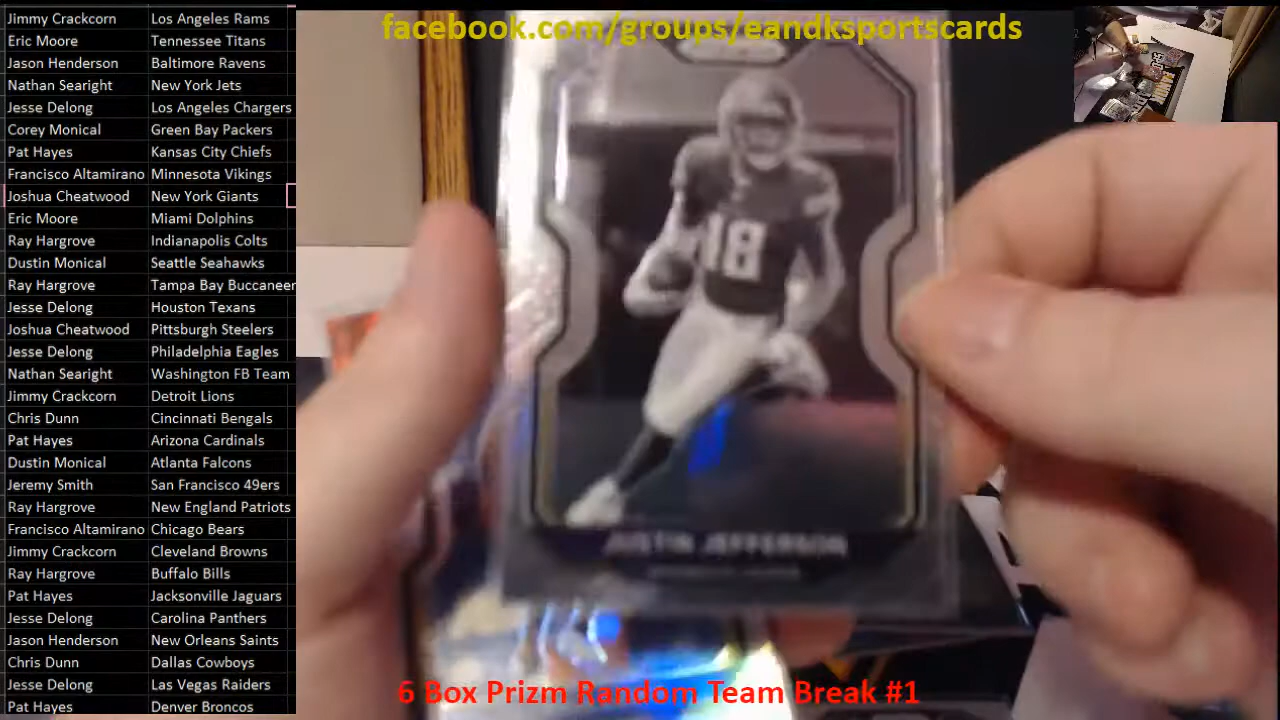 Jimmy Crackcorn Los Angeles Rams
Eric Moore Tennessee Titans
Jason Henderson Baltimore Ravens
Nathan Searight New York Jets
Jesse Delong Los Angeles Chargers
Corey Monical Green Bay Packers
Pat Hayes Kansas City Chiefs
Francisco Altamirano Minnesota Vikings
Joshua Cheatwood New York Giants
Eric Moore Miami Dolphins
Ray Hargrove Indianapolis Colts
Dustin Monical Seattle Seahawks
Ray Hargrove Tampa Bay Buccaneer
Jesse Delong Houston Texans
Joshua Cheatwood Pittsburgh Steelers
Jesse Delong Philadelphia Eagles
Nathan Searight Washington FB Team
Jimmy Crackcorn Detroit Lions
Chris Dunn Cincinnati Bengals
Pat Hayes Arizona Cardinals
Dustin Monical Atlanta Falcons
Jeremy Smith San Francisco 49ers
Ray Hargrove New England Patriots
Francisco Altamirano Chicago Bears
Jimmy Crackcorn Cleveland Browns
Ray Hargrove Buffalo Bills
Pat Hayes Jacksonville Jaguars
Jesse Delong Carolina Panthers
Jason Henderson New Orleans Saints
Chris Dunn Dallas Cowboys
Jesse Delong Las Vegas Raiders
Pat Hayes Denver Broncos
facebook.com/groups/eandksportscards
18
JUSTIN JEFFERSON
6 Box Prizm Random Team Break #1